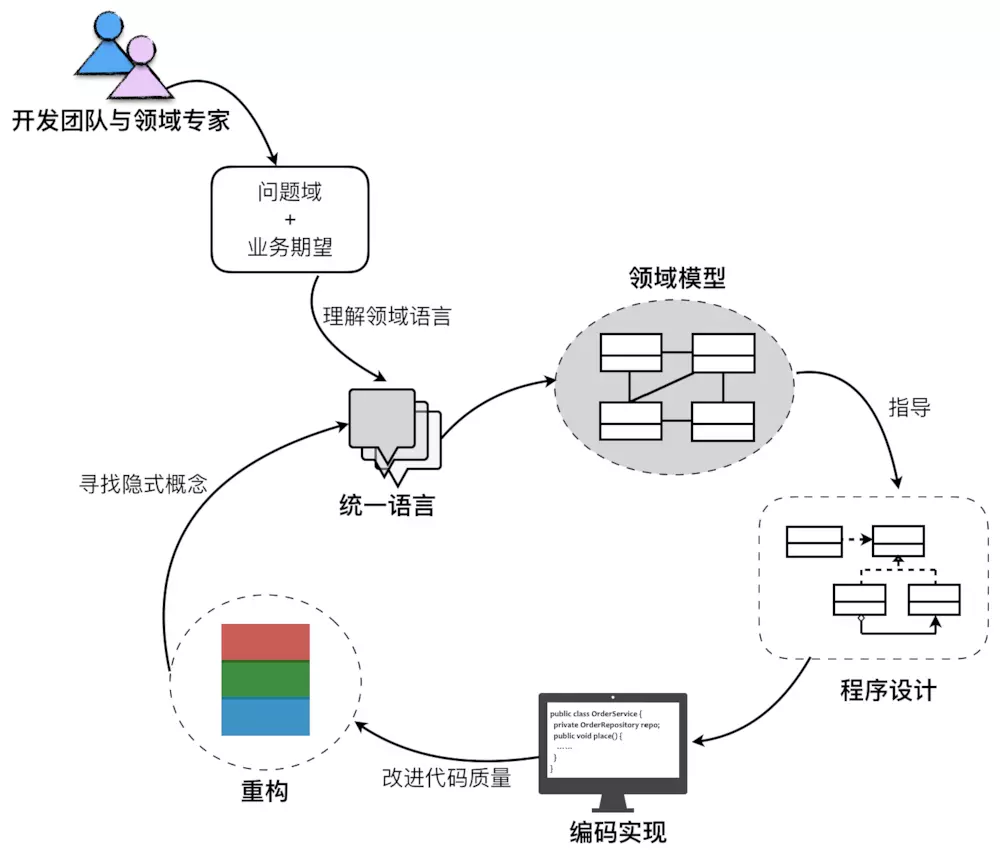 开发团队与领域专家
问题域
+
业务期望
理解领域语言
领域模型
指导
统一语言
寻找隐式概念
程序设计
public class OrderService {
private OrderRepository repo;
public void place() {
……
}
}
改进代码质量
重构
编码实现